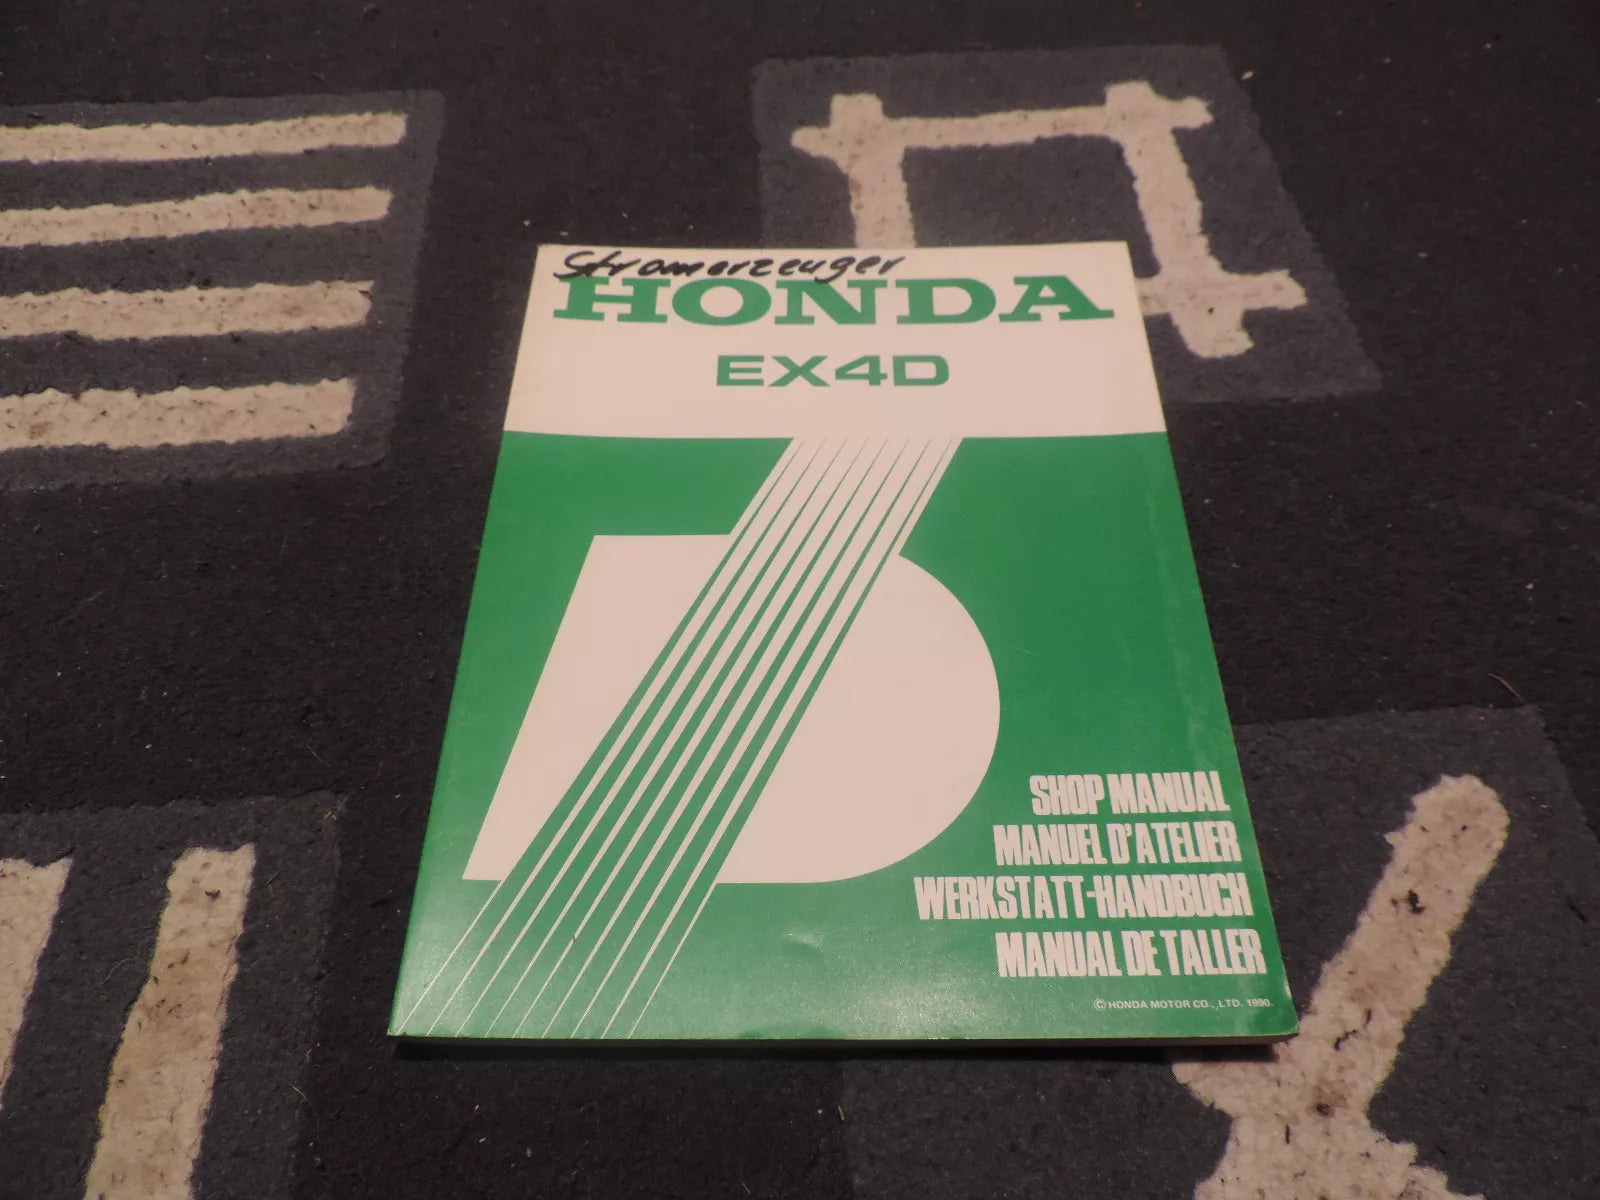 Stromerzeuger
HONDA
EX4D
SHOP MANUAL
MANUEL D'ATELIER
WERKSTATT-HANDBUCH
MANUAL DE TALLER
© HONDA MOTOR CO., LTD. 1990.